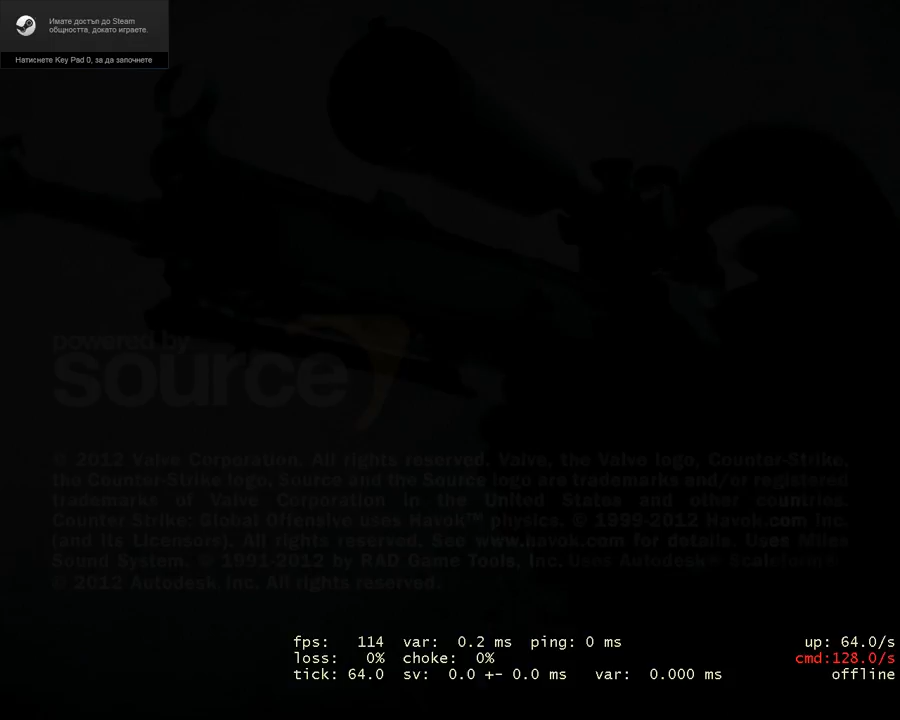 Имате достъп до Steam
общността, докато играете.
Натиснете Key Pad 0, за да започнете
powered by
source
© 2012 Valve Corporation. All rights reserved. Valve, the Valve logo, Counter-Strike,
the Counter-Strike logo, Source and the Source logo are trademarks and/or registered
trademarks of Valve Corporation in the United States and other countries.
Counter Strike: Global Offensive uses Havok™ physics. © 1999-2012 Havok.com Inc.
(and its Licensors). All rights reserved. See www.havok.com for details. Uses Miles
Sound System. © 1991-2012 by RAD Game Tools, Inc. Uses Autodesk® Scaleform®
© 2012 Autodesk, Inc. All rights reserved.
fps: 114 var: 0.2 ms ping: 0 ms up: 64.0/s
loss: 0% choke: 0% cmd:128.0/s
tick: 64.0 sv: 0.0 +- 0.0 ms var: 0.000 ms offline